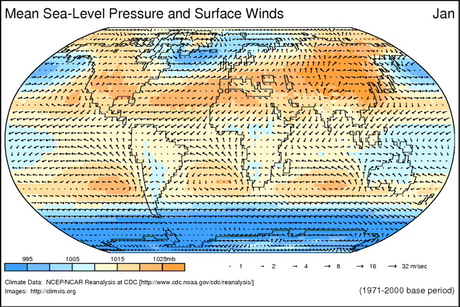 Mean Sea-Level Pressure and Surface Winds Jan
995 1005 1015 1025mb
1 2 4 8 16 32 m/sec
Climate Data: NCEP/NCAR Reanalysis at CDC [http://www.cdc.noaa.gov/cdc/reanalysis/]
Images: http://climvis.org (1971-2000 base period)